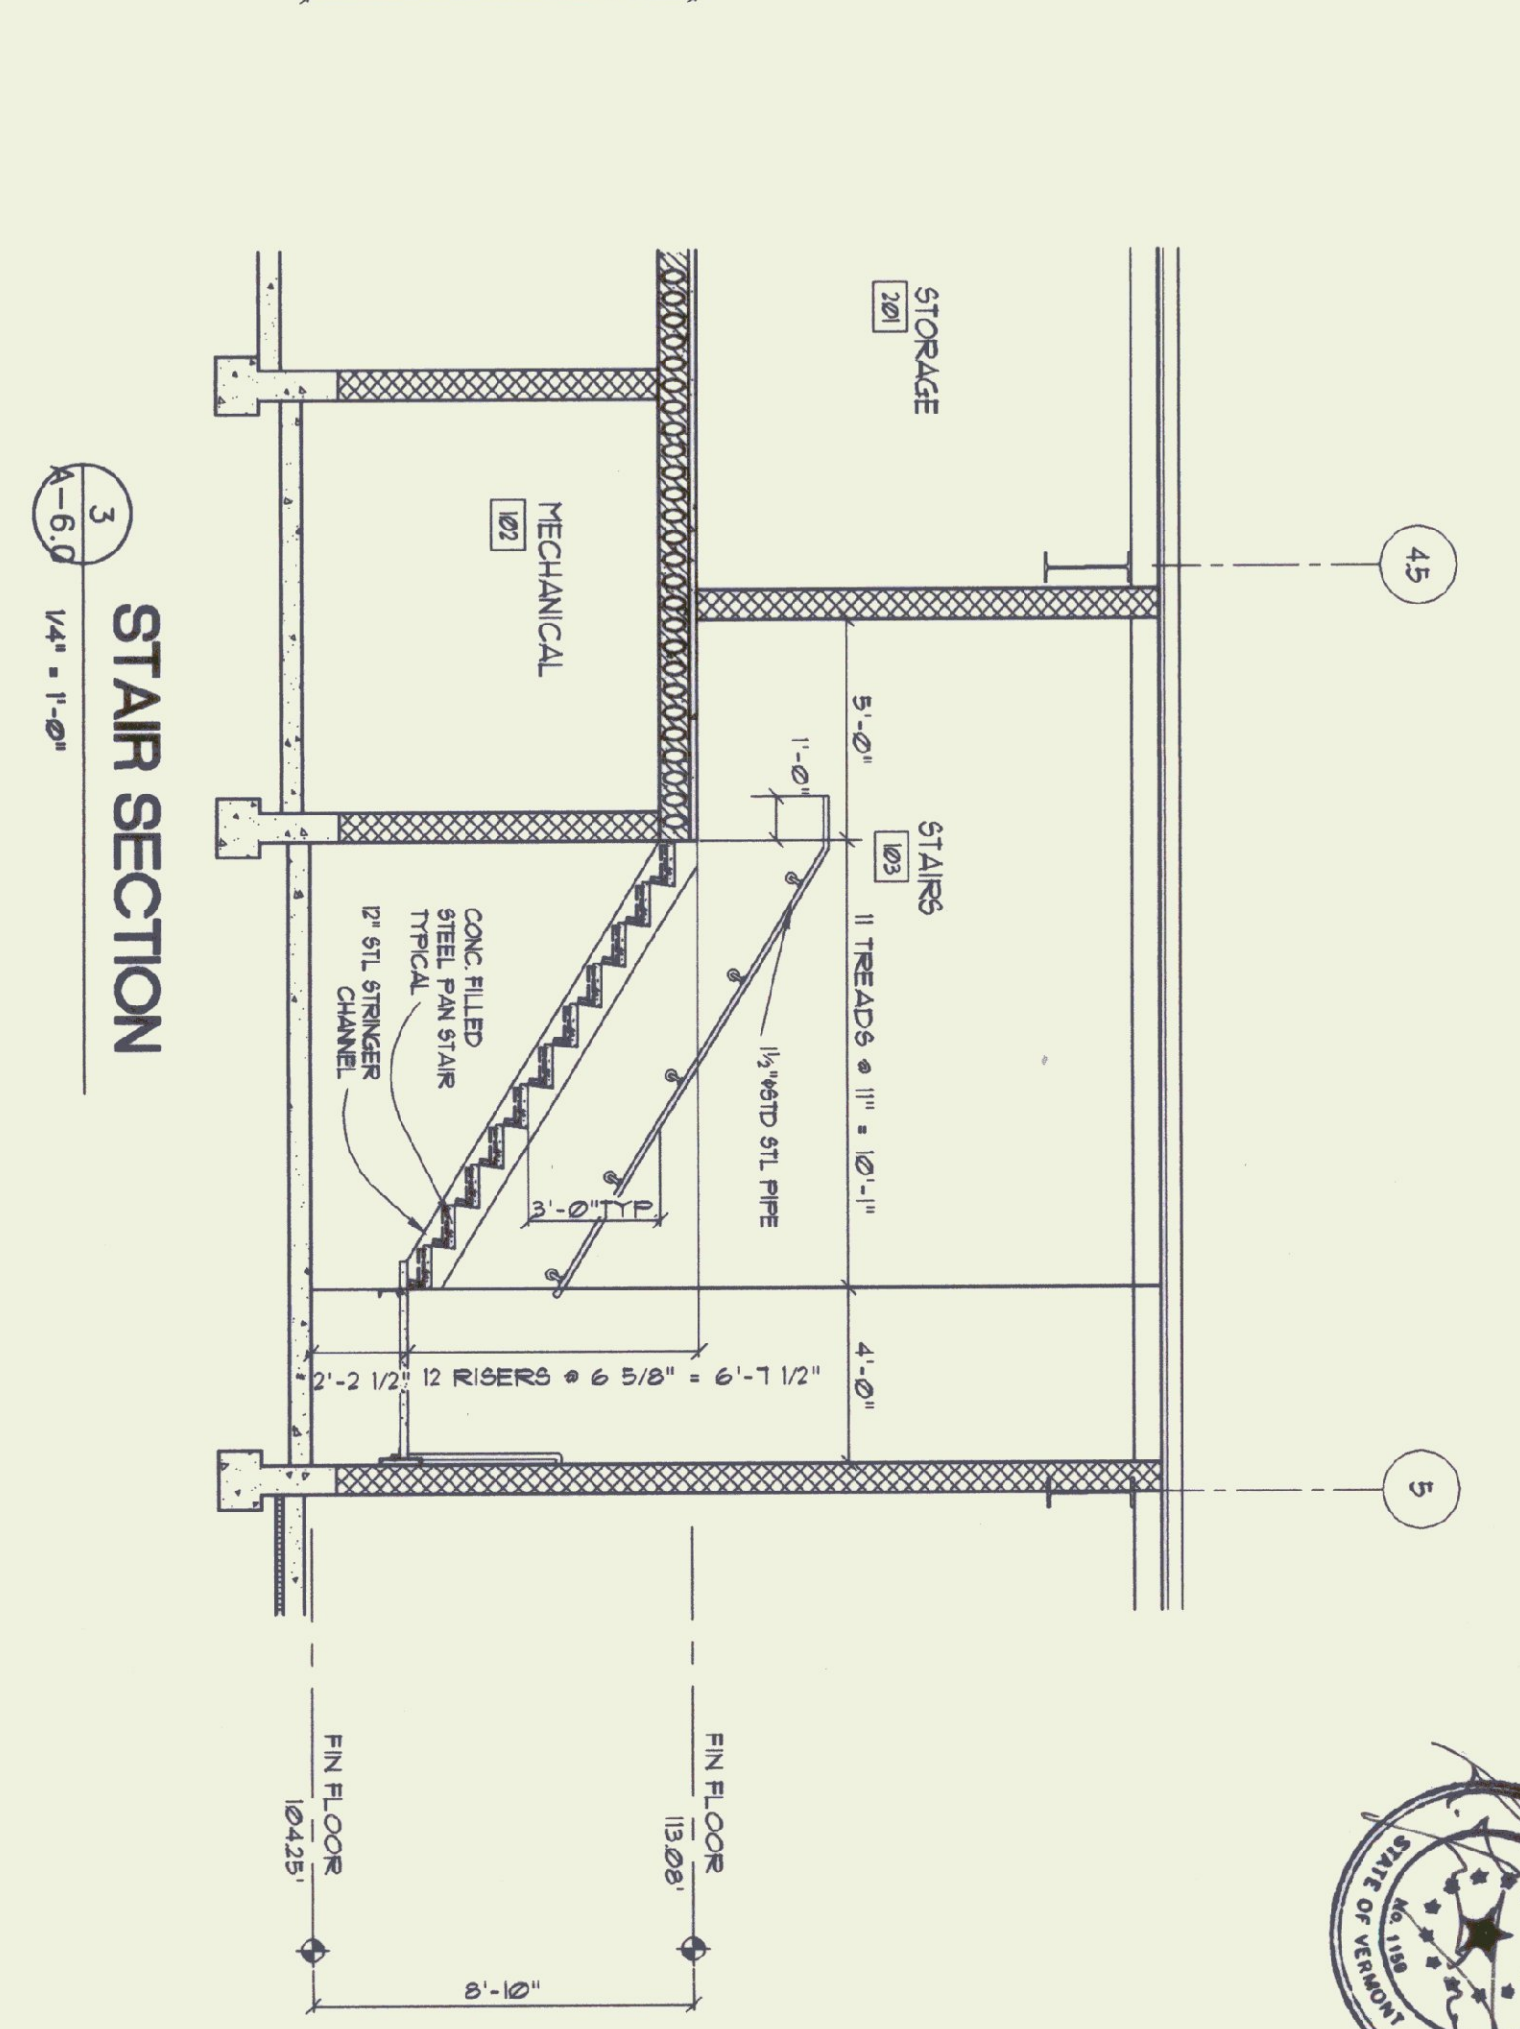 4.5
5
STORAGE
201
5'-0"
1'-0"
STAIRS
103
11 TREADS @ 11" = 10'-1"
4'-0"
1½"ØSTD STL PIPE
3'-0"TYP.
MECHANICAL
102
CONC. FILLED
STEEL PAN STAIR
TYPICAL
12" STL STRINGER
CHANNEL
2'-2 1/2"
12 RISERS @ 6 5/8" = 6'-7 1/2"
FIN FLOOR
113.08'
FIN FLOOR
104.25'
8'-10"
STAIR SECTION
3
A-6.0
1/4" = 1'-0"
STATE OF VERMONT
No. 1150